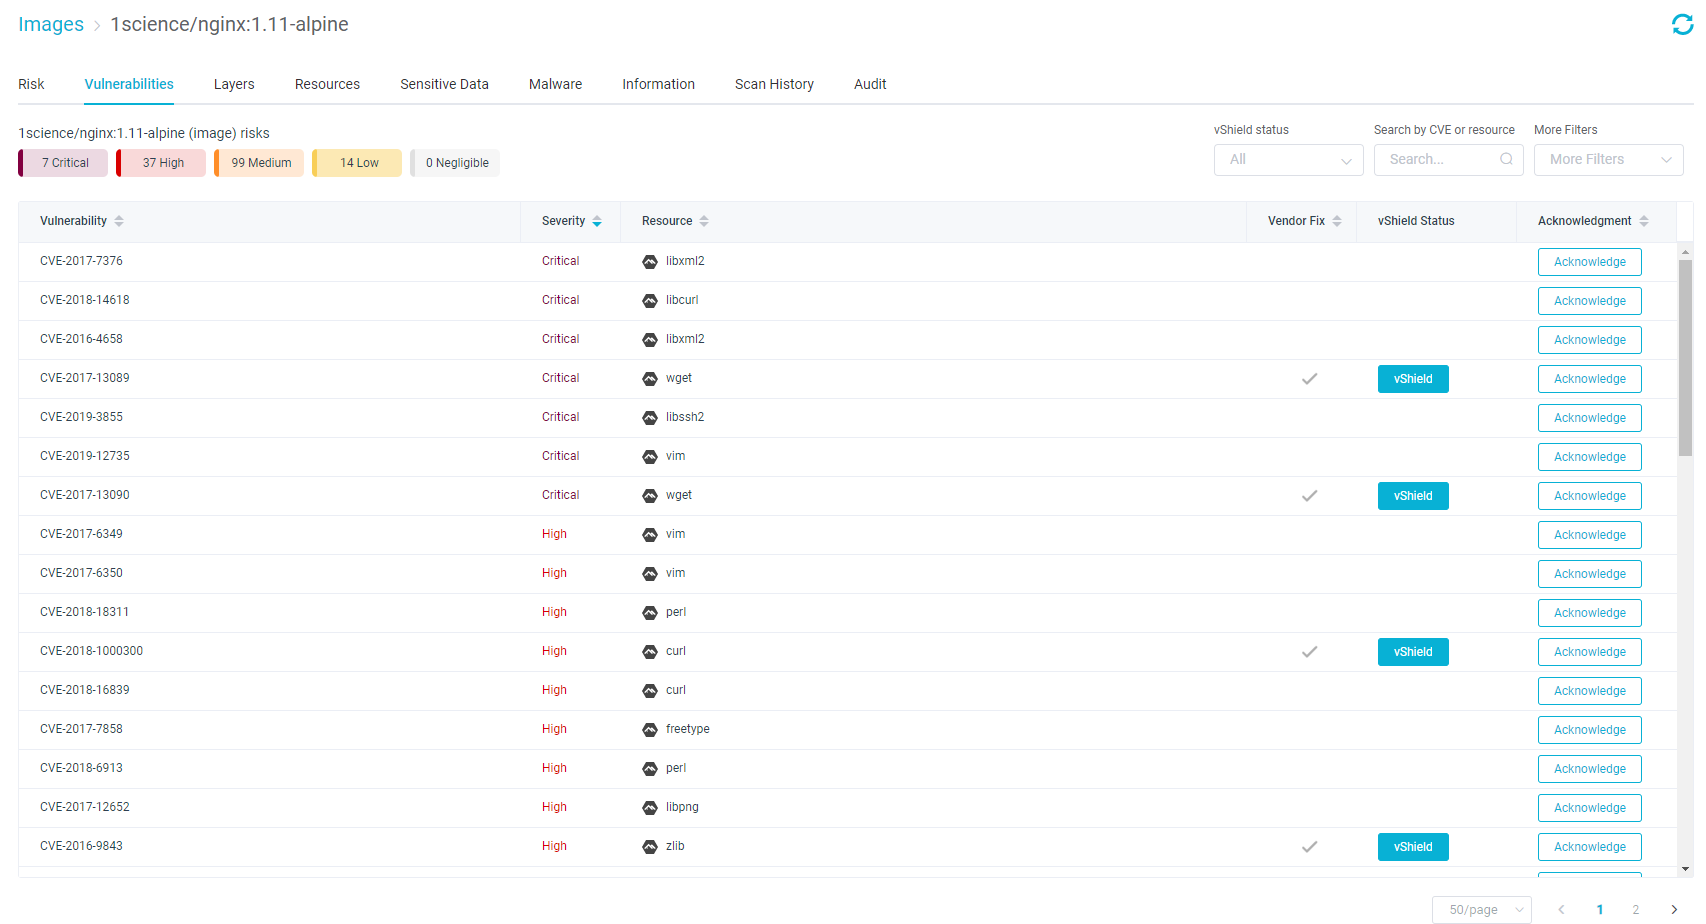 Images > 1science/nginx:1.11-alpine
Risk Vulnerabilities Layers Resources Sensitive Data Malware Information Scan History Audit
1science/nginx:1.11-alpine (image) risks
7 Critical 37 High 99 Medium 14 Low 0 Negligible
vShield status Search by CVE or resource More Filters
All Search... More Filters
Vulnerability Severity Resource Vendor Fix vShield Status Acknowledgment
CVE-2017-7376 Critical libxml2 Acknowledge
CVE-2018-14618 Critical libcurl Acknowledge
CVE-2016-4658 Critical libxml2 Acknowledge
CVE-2017-13089 Critical wget vShield Acknowledge
CVE-2019-3855 Critical libssh2 Acknowledge
CVE-2019-12735 Critical vim Acknowledge
CVE-2017-13090 Critical wget vShield Acknowledge
CVE-2017-6349 High vim Acknowledge
CVE-2017-6350 High vim Acknowledge
CVE-2018-18311 High perl Acknowledge
CVE-2018-1000300 High curl vShield Acknowledge
CVE-2018-16839 High curl Acknowledge
CVE-2017-7858 High freetype Acknowledge
CVE-2018-6913 High perl Acknowledge
CVE-2017-12652 High libpng Acknowledge
CVE-2016-9843 High zlib vShield Acknowledge
50/page < 1 2 >